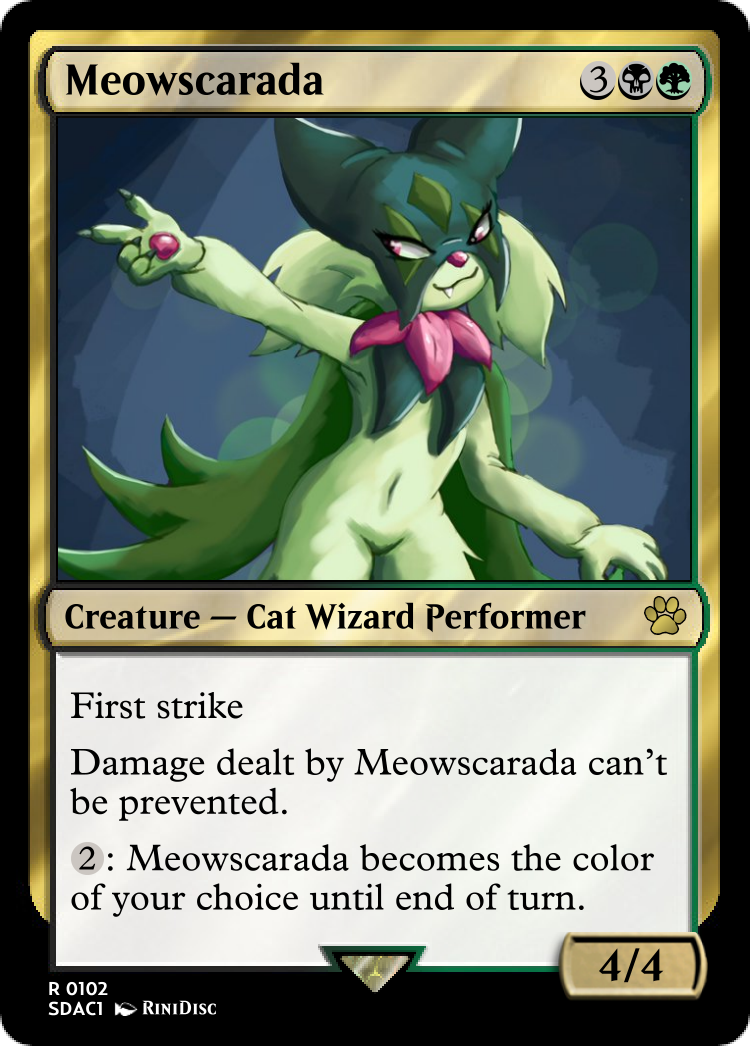 Meowscarada 3
Creature — Cat Wizard Performer
First strike
Damage dealt by Meowscarada can't
be prevented.
2: Meowscarada becomes the color
of your choice until end of turn.
4/4
R 0102
SDAC1 RiniDisc